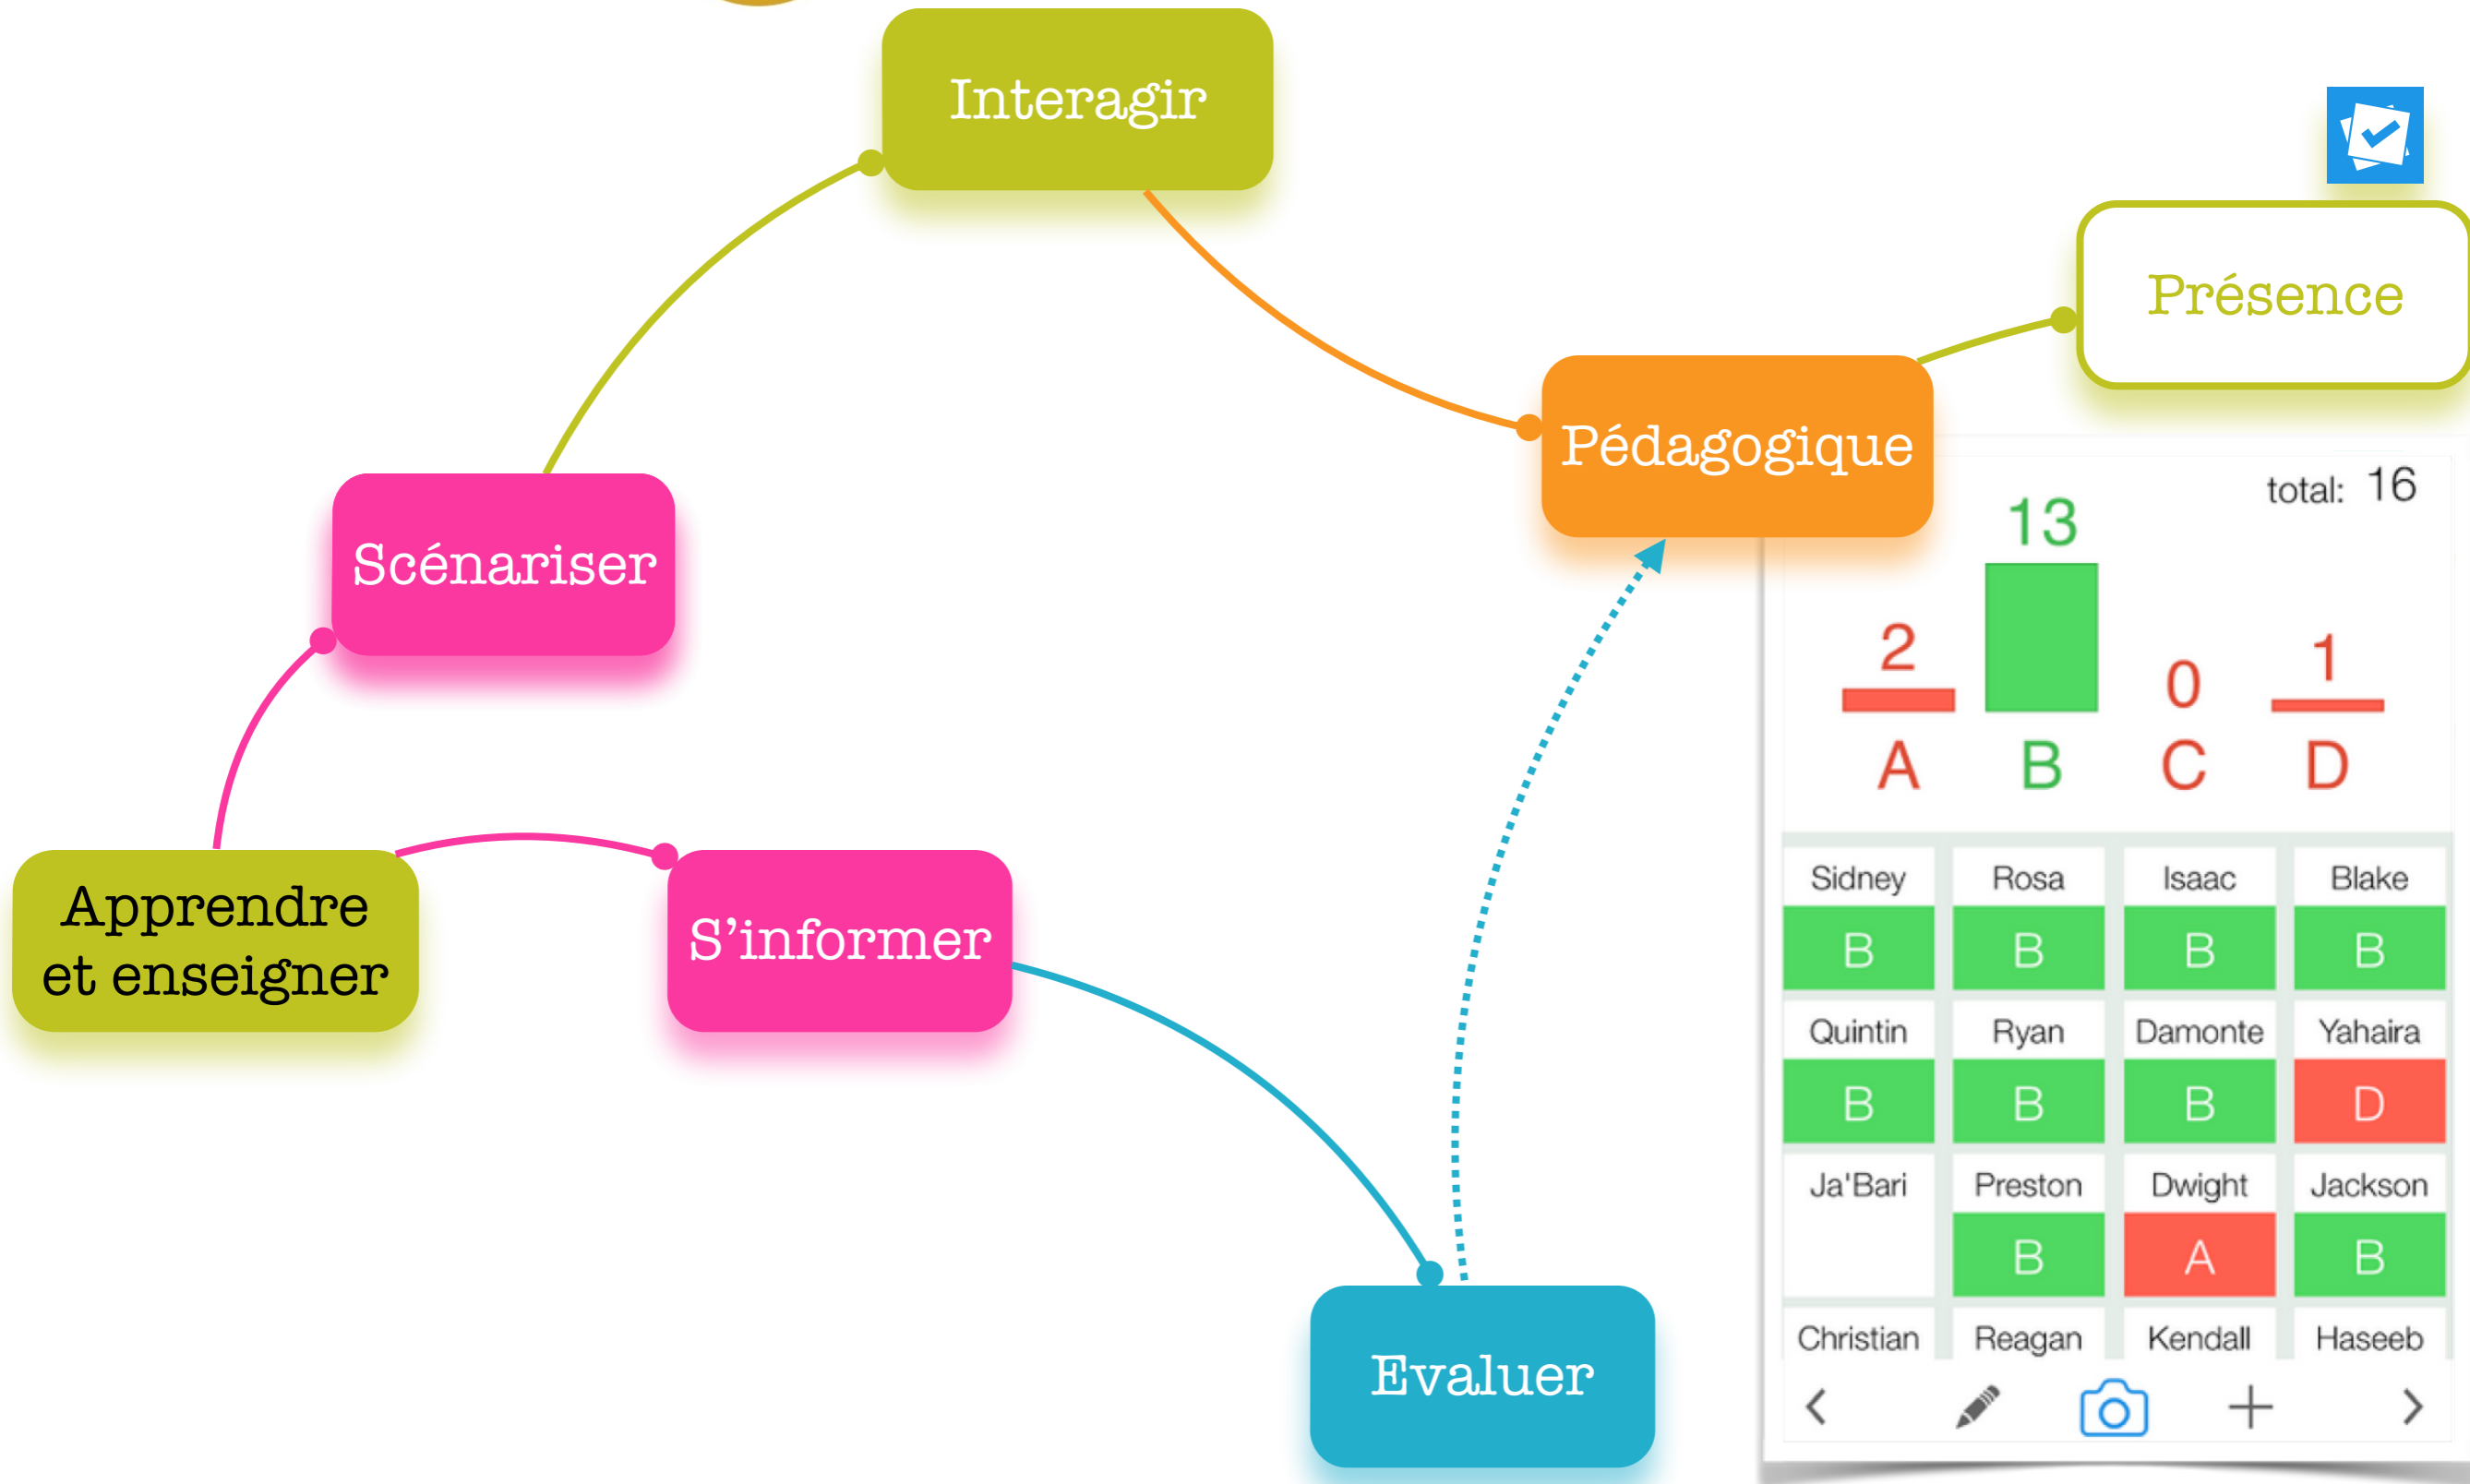 Interagir
Présence
Pédagogique
Scénariser
Apprendre
et enseigner
S’informer
Evaluer
total: 16
2 13 0 1
A B C D
Sidney Rosa Isaac Blake
B B B B
Quintin Ryan Damonte Yahaira
B B B D
Ja'Bari Preston Dwight Jackson
B A B
Christian Reagan Kendall Haseeb